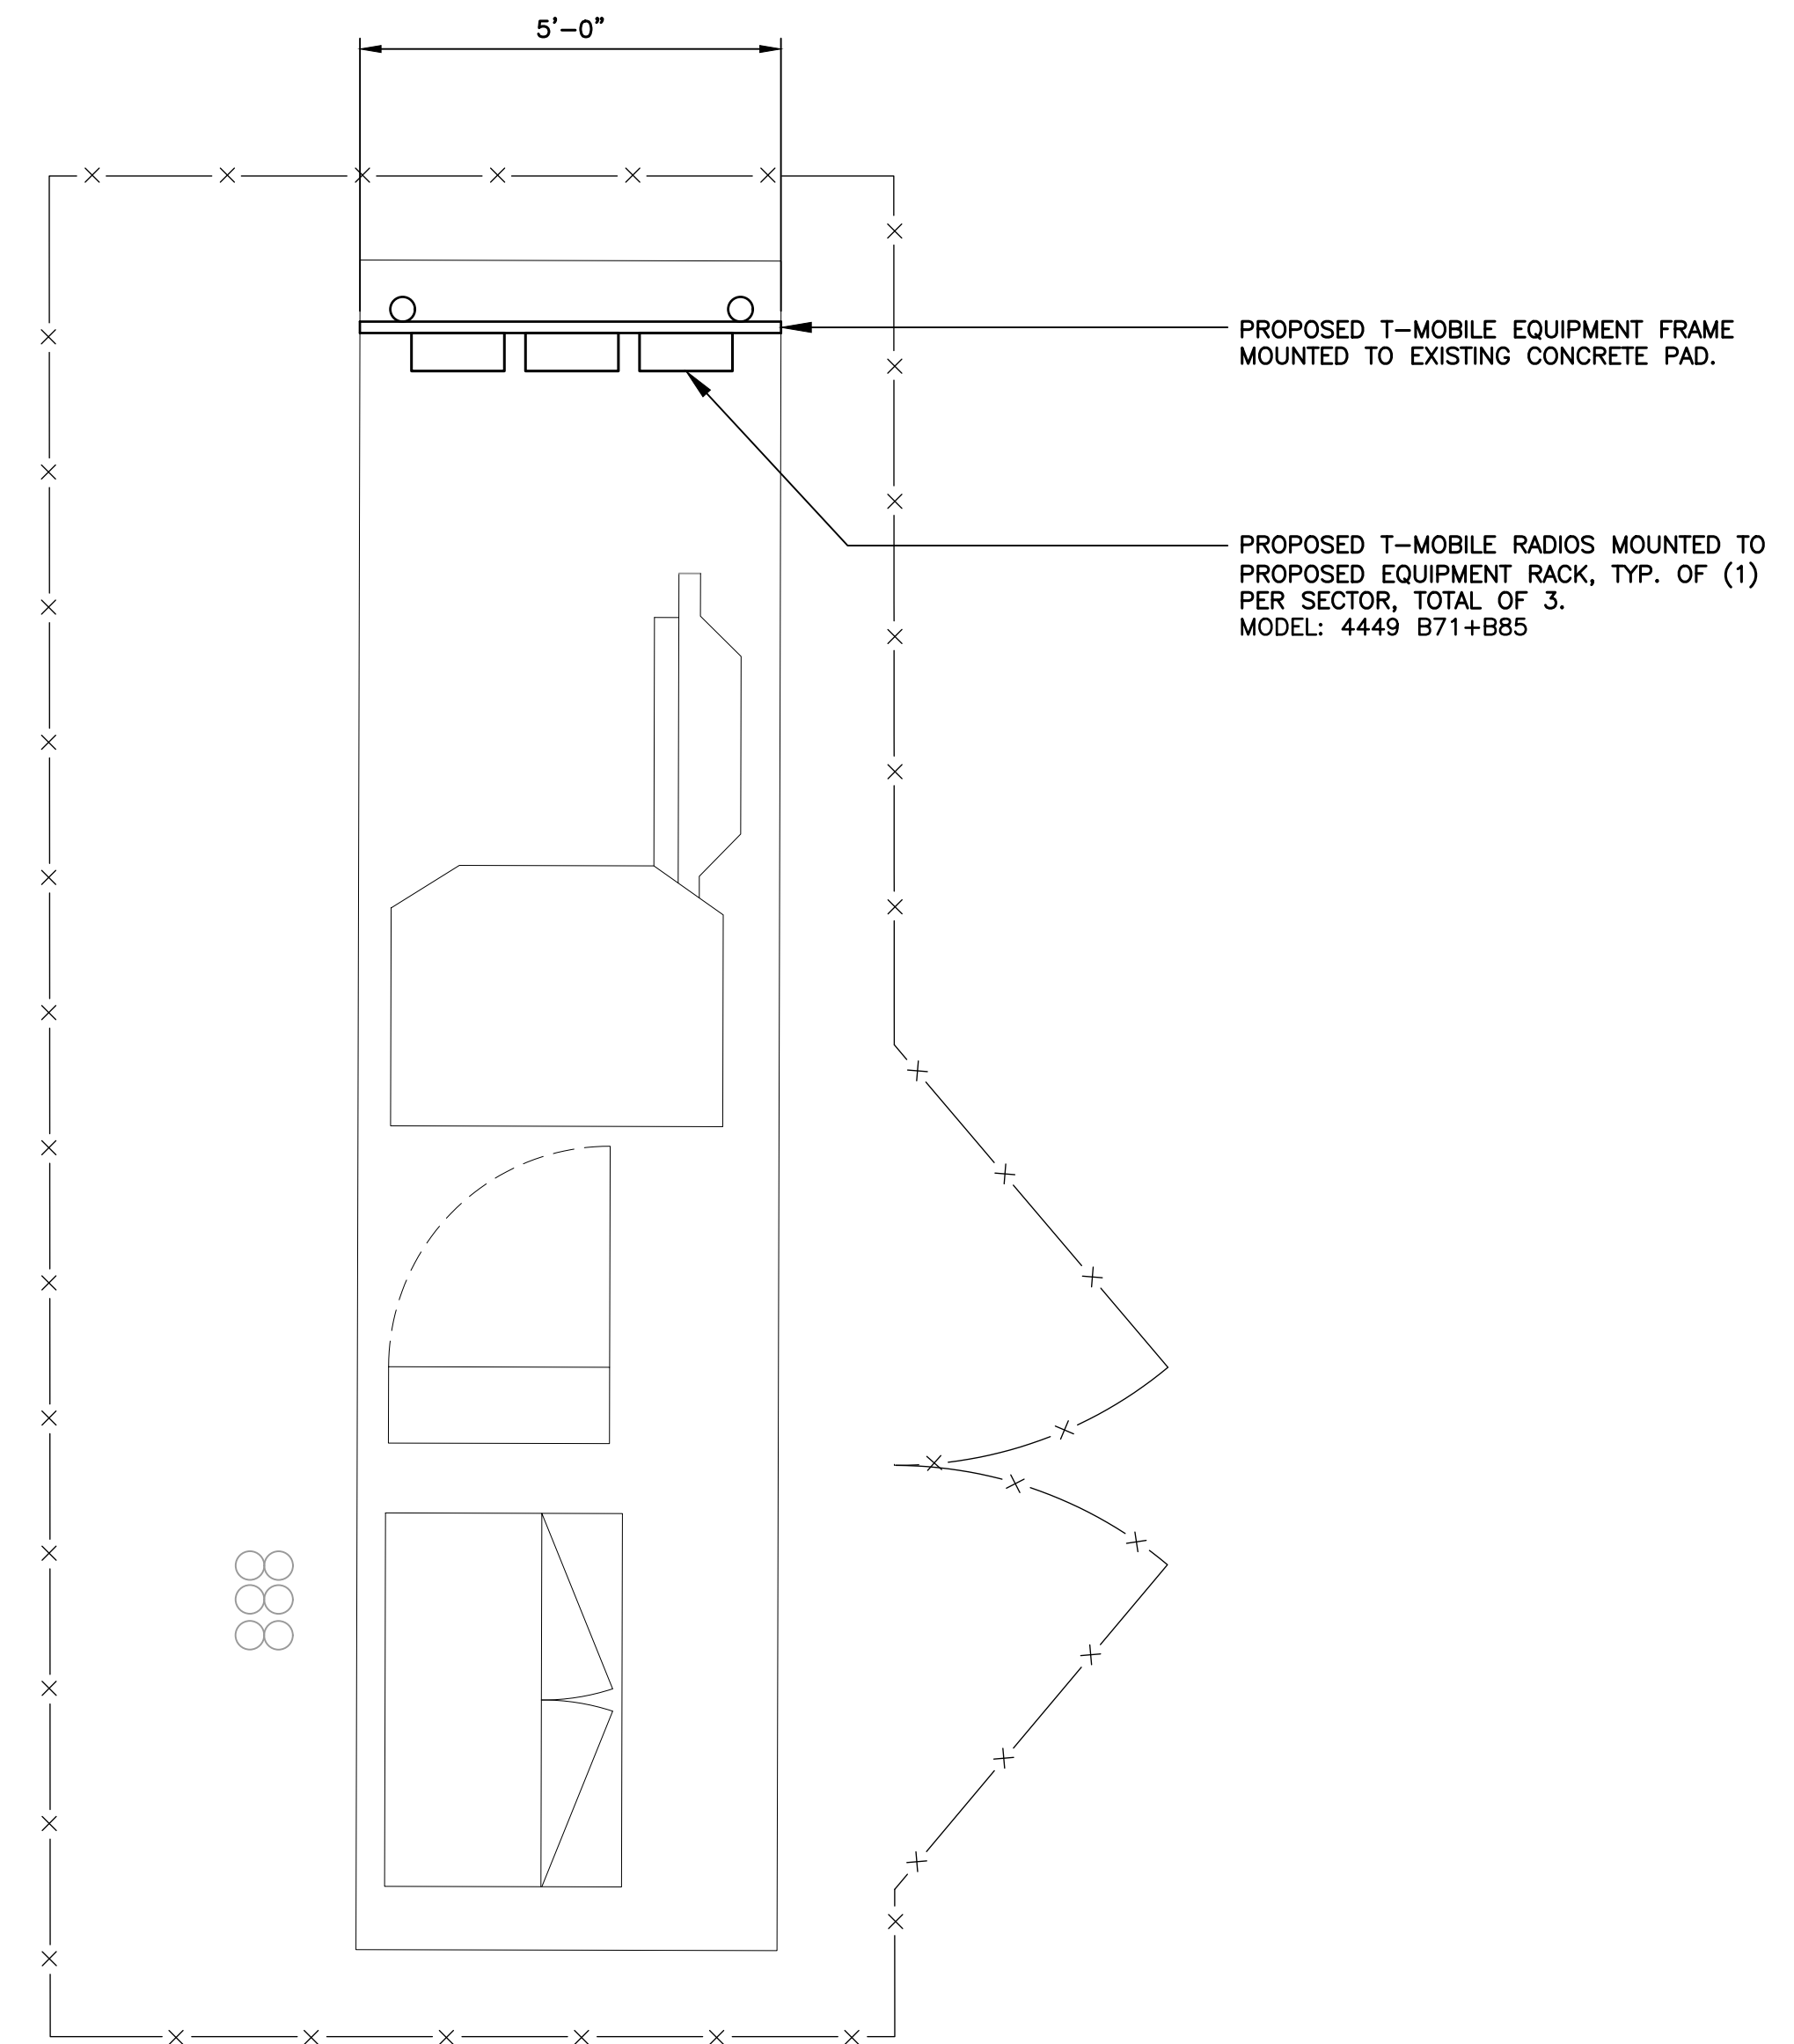 5'-0"
PROPOSED T-MOBILE EQUIPMENT FRAME
MOUNTED TO EXISTING CONCRETE PAD.
PROPOSED T-MOBILE RADIOS MOUNTED TO
PROPOSED EQUIPMENT RACK, TYP. OF (1)
PER SECTOR, TOTAL OF 3.
MODEL: 4449 B71+B85